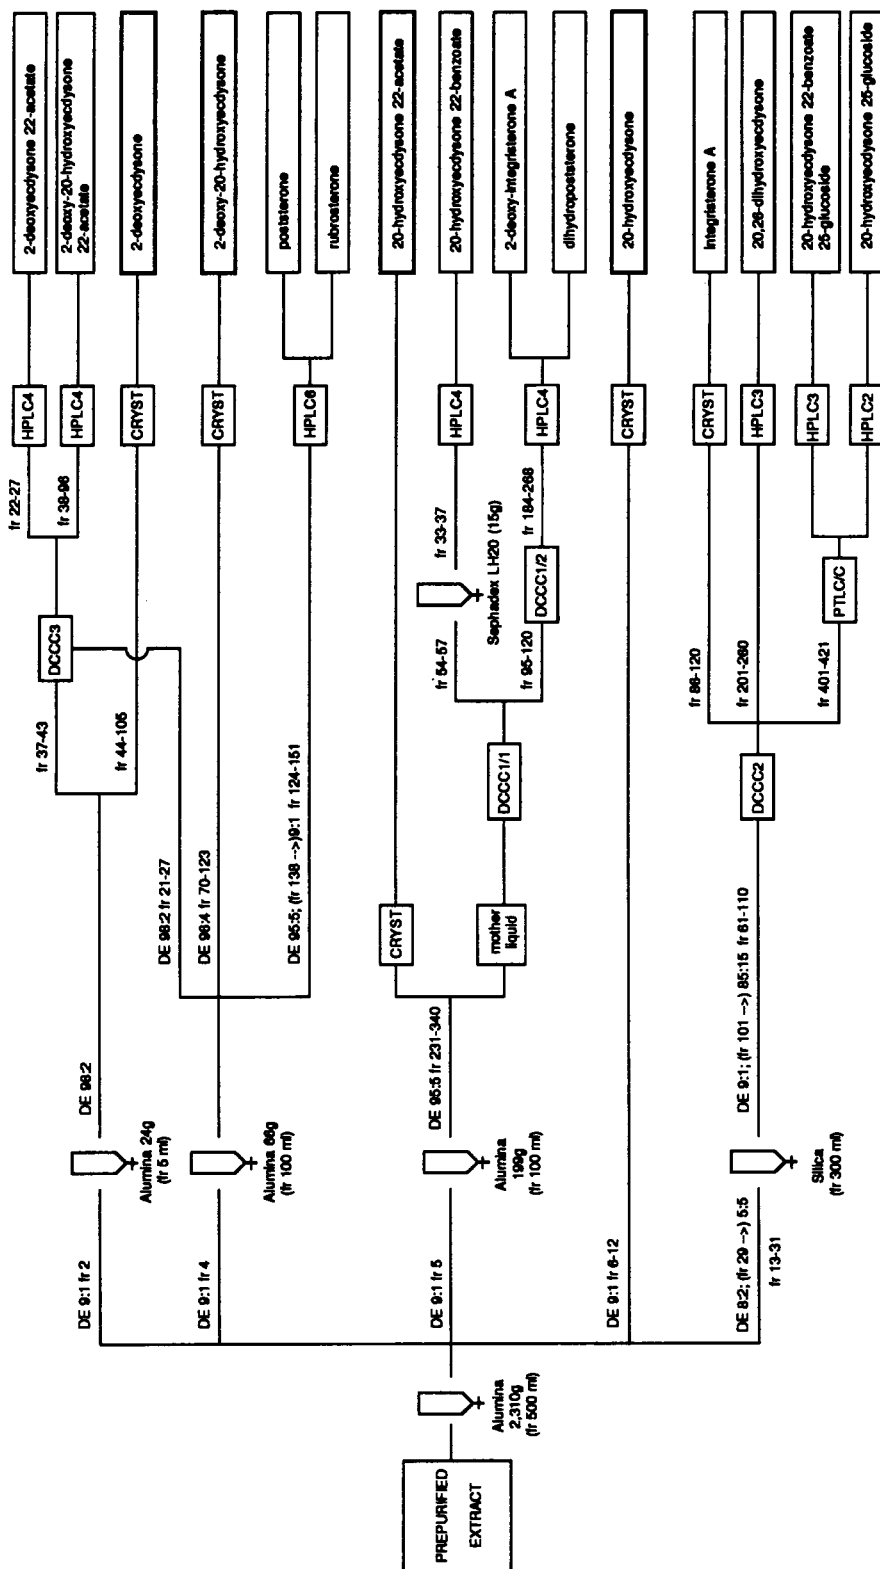 PREPURIFIED
EXTRACT
Alumina
2,310g
(fr 500 ml)
DE 9:1 fr 2
DE 9:1 fr 4
DE 9:1 fr 5
DE 9:1 fr 6-12
DE 8:2; (fr 29 -->) 5:5
fr 13-31
Alumina 24g
(fr 5 ml)
Alumina 66g
(fr 100 ml)
Alumina
199g
(fr 100 ml)
Silica
(fr 300 ml)
DE 98:2
DE 98:2 fr 21-27
DE 96:4 fr 70-123
DE 95:5; (fr 138 -->)9:1 fr 124-151
DE 95:5 fr 231-340
DE 9:1; (fr 101 -->) 85:15 fr 61-110
CRYST
mother
liquid
fr 37-43
fr 44-105
DCCC3
DCCC1/1
DCCC2
fr 54-57
fr 95-120
Sephadex LH20 (15g)
DCCC1/2
fr 86-120
fr 201-260
fr 401-421
PTLC/C
fr 22-27
fr 38-96
fr 33-37
fr 184-268
HPLC4
HPLC4
CRYST
CRYST
HPLC6
HPLC4
HPLC4
CRYST
CRYST
HPLC3
HPLC3
HPLC2
2-deoxyecdysone 22-acetate
2-deoxy-20-hydroxyecdysone
22-acetate
2-deoxyecdysone
2-deoxy-20-hydroxyecdysone
poststerone
rubrosterone
20-hydroxyecdysone 22-acetate
20-hydroxyecdysone 22-benzoate
2-deoxy-integristerone A
dihydropoststerone
20-hydroxyecdysone
integristerone A
20,26-dihydroxyecdysone
20-hydroxyecdysone 22-benzoate
25-glucoside
20-hydroxyecdysone 25-glucoside